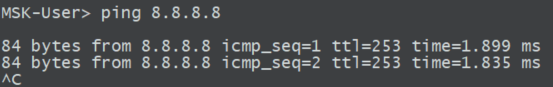 MSK-User> ping 8.8.8.8
84 bytes from 8.8.8.8 icmp_seq=1 ttl=253 time=1.899 ms
84 bytes from 8.8.8.8 icmp_seq=2 ttl=253 time=1.835 ms
^C